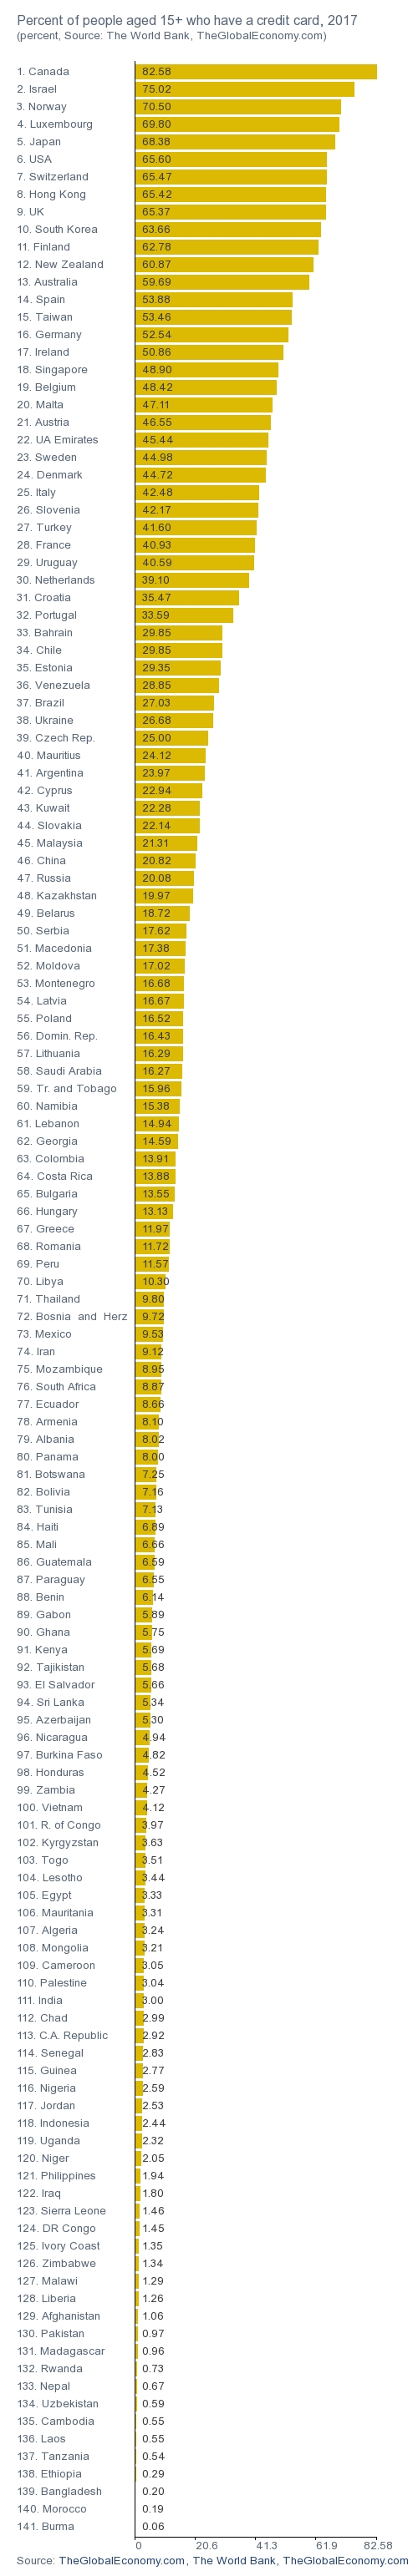 Percent of people aged 15+ who have a credit card, 2017
(percent, Source: The World Bank, TheGlobalEconomy.com)
1. Canada 82.58
2. Israel 75.02
3. Norway 70.50
4. Luxembourg 69.80
5. Japan 68.38
6. USA 65.60
7. Switzerland 65.47
8. Hong Kong 65.42
9. UK 65.37
10. South Korea 63.66
11. Finland 62.78
12. New Zealand 60.87
13. Australia 59.69
14. Spain 53.88
15. Taiwan 53.46
16. Germany 52.54
17. Ireland 50.86
18. Singapore 48.90
19. Belgium 48.42
20. Malta 47.11
21. Austria 46.55
22. UA Emirates 45.44
23. Sweden 44.98
24. Denmark 44.72
25. Italy 42.48
26. Slovenia 42.17
27. Turkey 41.60
28. France 40.93
29. Uruguay 40.59
30. Netherlands 39.10
31. Croatia 35.47
32. Portugal 33.59
33. Bahrain 29.85
34. Chile 29.85
35. Estonia 29.35
36. Venezuela 28.85
37. Brazil 27.03
38. Ukraine 26.68
39. Czech Rep. 25.00
40. Mauritius 24.12
41. Argentina 23.97
42. Cyprus 22.94
43. Kuwait 22.28
44. Slovakia 22.14
45. Malaysia 21.31
46. China 20.82
47. Russia 20.08
48. Kazakhstan 19.97
49. Belarus 18.72
50. Serbia 17.62
51. Macedonia 17.38
52. Moldova 17.02
53. Montenegro 16.68
54. Latvia 16.67
55. Poland 16.52
56. Domin. Rep. 16.43
57. Lithuania 16.29
58. Saudi Arabia 16.27
59. Tr. and Tobago 15.96
60. Namibia 15.38
61. Lebanon 14.94
62. Georgia 14.59
63. Colombia 13.91
64. Costa Rica 13.88
65. Bulgaria 13.55
66. Hungary 13.13
67. Greece 11.97
68. Romania 11.72
69. Peru 11.57
70. Libya 10.30
71. Thailand 9.80
72. Bosnia and Herz 9.72
73. Mexico 9.53
74. Iran 9.12
75. Mozambique 8.95
76. South Africa 8.87
77. Ecuador 8.66
78. Armenia 8.10
79. Albania 8.02
80. Panama 8.00
81. Botswana 7.25
82. Bolivia 7.16
83. Tunisia 7.13
84. Haiti 6.89
85. Mali 6.66
86. Guatemala 6.59
87. Paraguay 6.55
88. Benin 6.14
89. Gabon 5.89
90. Ghana 5.75
91. Kenya 5.69
92. Tajikistan 5.68
93. El Salvador 5.66
94. Sri Lanka 5.34
95. Azerbaijan 5.30
96. Nicaragua 4.94
97. Burkina Faso 4.82
98. Honduras 4.52
99. Zambia 4.27
100. Vietnam 4.12
101. R. of Congo 3.97
102. Kyrgyzstan 3.63
103. Togo 3.51
104. Lesotho 3.44
105. Egypt 3.33
106. Mauritania 3.31
107. Algeria 3.24
108. Mongolia 3.21
109. Cameroon 3.05
110. Palestine 3.04
111. India 3.00
112. Chad 2.99
113. C.A. Republic 2.92
114. Senegal 2.83
115. Guinea 2.77
116. Nigeria 2.59
117. Jordan 2.53
118. Indonesia 2.44
119. Uganda 2.32
120. Niger 2.05
121. Philippines 1.94
122. Iraq 1.80
123. Sierra Leone 1.46
124. DR Congo 1.45
125. Ivory Coast 1.35
126. Zimbabwe 1.34
127. Malawi 1.29
128. Liberia 1.26
129. Afghanistan 1.06
130. Pakistan 0.97
131. Madagascar 0.96
132. Rwanda 0.73
133. Nepal 0.67
134. Uzbekistan 0.59
135. Cambodia 0.55
136. Laos 0.55
137. Tanzania 0.54
138. Ethiopia 0.29
139. Bangladesh 0.20
140. Morocco 0.19
141. Burma 0.06
0 20.6 41.3 61.9 82.58
Source: TheGlobalEconomy.com, The World Bank, TheGlobalEconomy.com